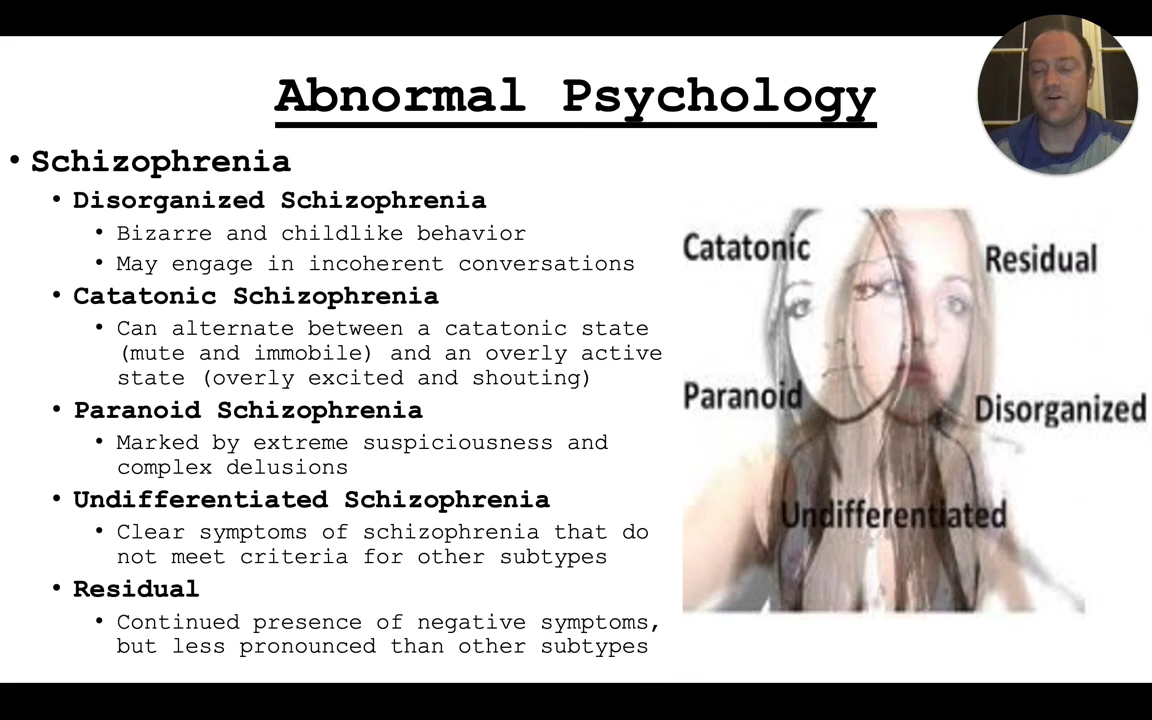 Abnormal Psychology
• Schizophrenia
• Disorganized Schizophrenia
• Bizarre and childlike behavior
• May engage in incoherent conversations
• Catatonic Schizophrenia
• Can alternate between a catatonic state
(mute and immobile) and an overly active
state (overly excited and shouting)
• Paranoid Schizophrenia
• Marked by extreme suspiciousness and
complex delusions
• Undifferentiated Schizophrenia
• Clear symptoms of schizophrenia that do
not meet criteria for other subtypes
• Residual
• Continued presence of negative symptoms,
but less pronounced than other subtypes
Catatonic
Residual
Paranoid
Disorganized
Undifferentiated